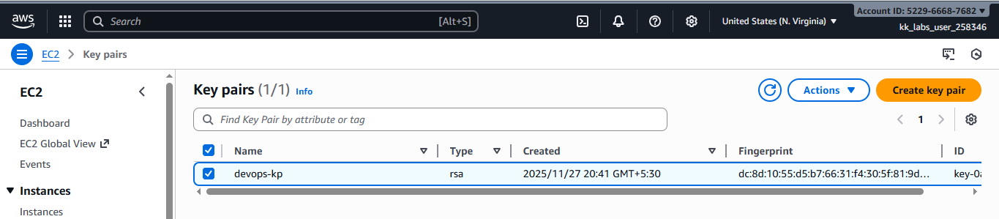 aws
Search [Alt+S]
United States (N. Virginia)
Account ID: 5229-6668-7682
kk_labs_user_258346
EC2 > Key pairs
EC2
Dashboard
EC2 Global View
Events
Instances
Instances
Key pairs (1/1) Info
Actions
Create key pair
Find Key Pair by attribute or tag
1
Name Type Created Fingerprint ID
devops-kp rsa 2025/11/27 20:41 GMT+5:30 dc:8d:10:55:d5:b7:66:31:f4:30:5f:81:9d... key-0a